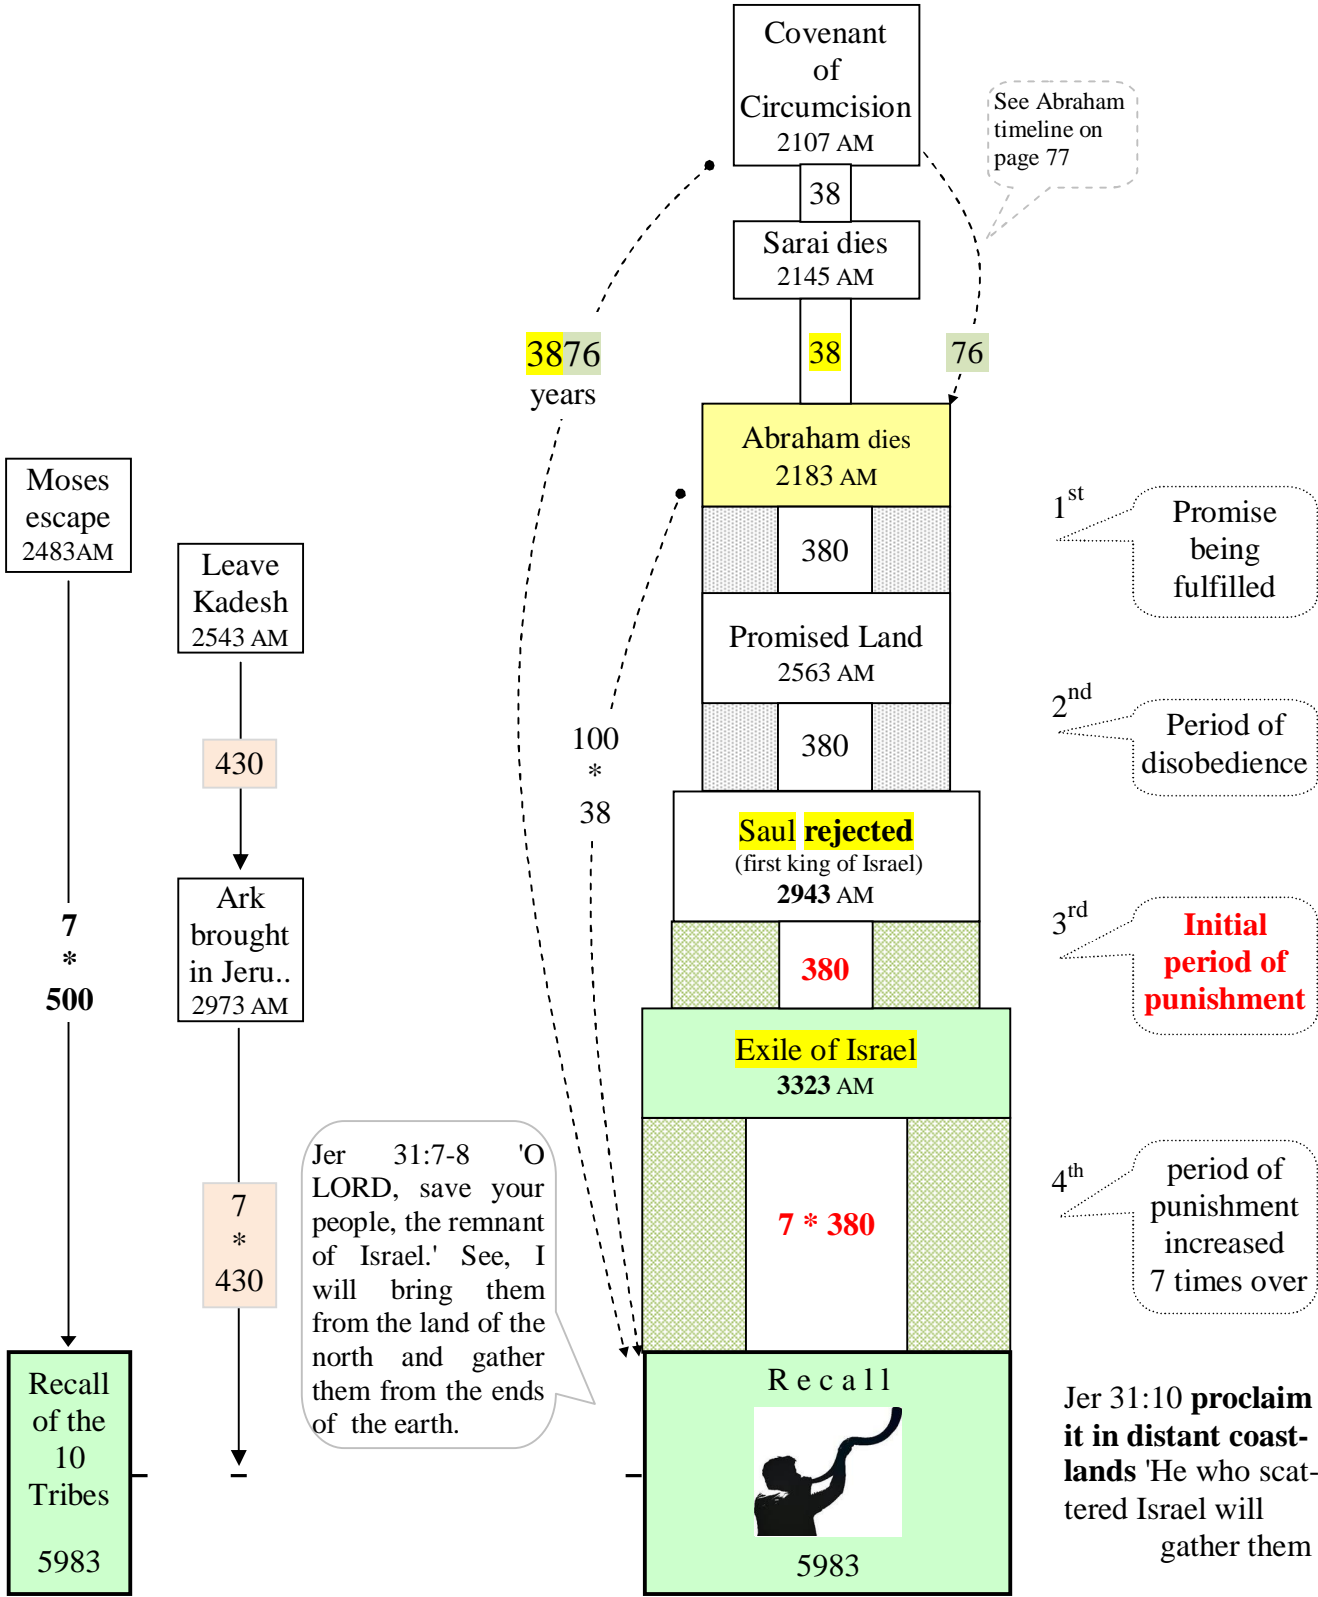 Covenant
of
Circumcision
2107 AM
See Abraham
timeline on
page 77
38
Sarai dies
2145 AM
3876
years
38
76
Abraham dies
2183 AM
Moses
escape
2483AM
Leave
Kadesh
2543 AM
1st
Promise
being
fulfilled
380
Promised Land
2563 AM
2nd
Period of
disobedience
380
430
100
*
38
Saul rejected
(first king of Israel)
2943 AM
Ark
brought
in Jeru..
2973 AM
7
*
500
3rd
Initial
period of
punishment
380
Exile of Israel
3323 AM
Jer 31:7-8 'O
LORD, save your
people, the remnant
of Israel.' See, I
will bring them
from the land of the
north and gather
them from the ends
of the earth.
7
*
430
7 * 380
4th
period of
punishment
increased
7 times over
Recall
of the
10
Tribes
5983
Recall
5983
Jer 31:10 proclaim
it in distant coast-
lands 'He who scat-
tered Israel will
gather them